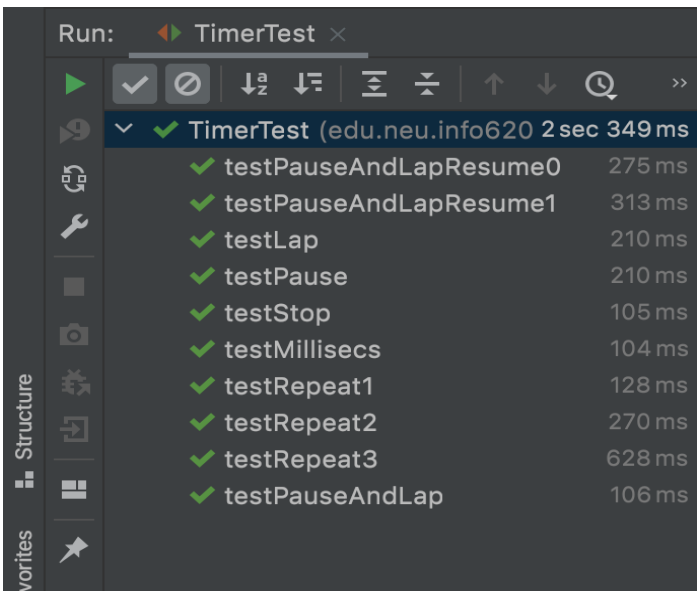 Run: TimerTest
TimerTest (edu.neu.info620 2 sec 349 ms
testPauseAndLapResume0 275 ms
testPauseAndLapResume1 313 ms
testLap 210 ms
testPause 210 ms
testStop 105 ms
testMillisecs 104 ms
testRepeat1 128 ms
testRepeat2 270 ms
testRepeat3 628 ms
testPauseAndLap 106 ms
Structure
vorites